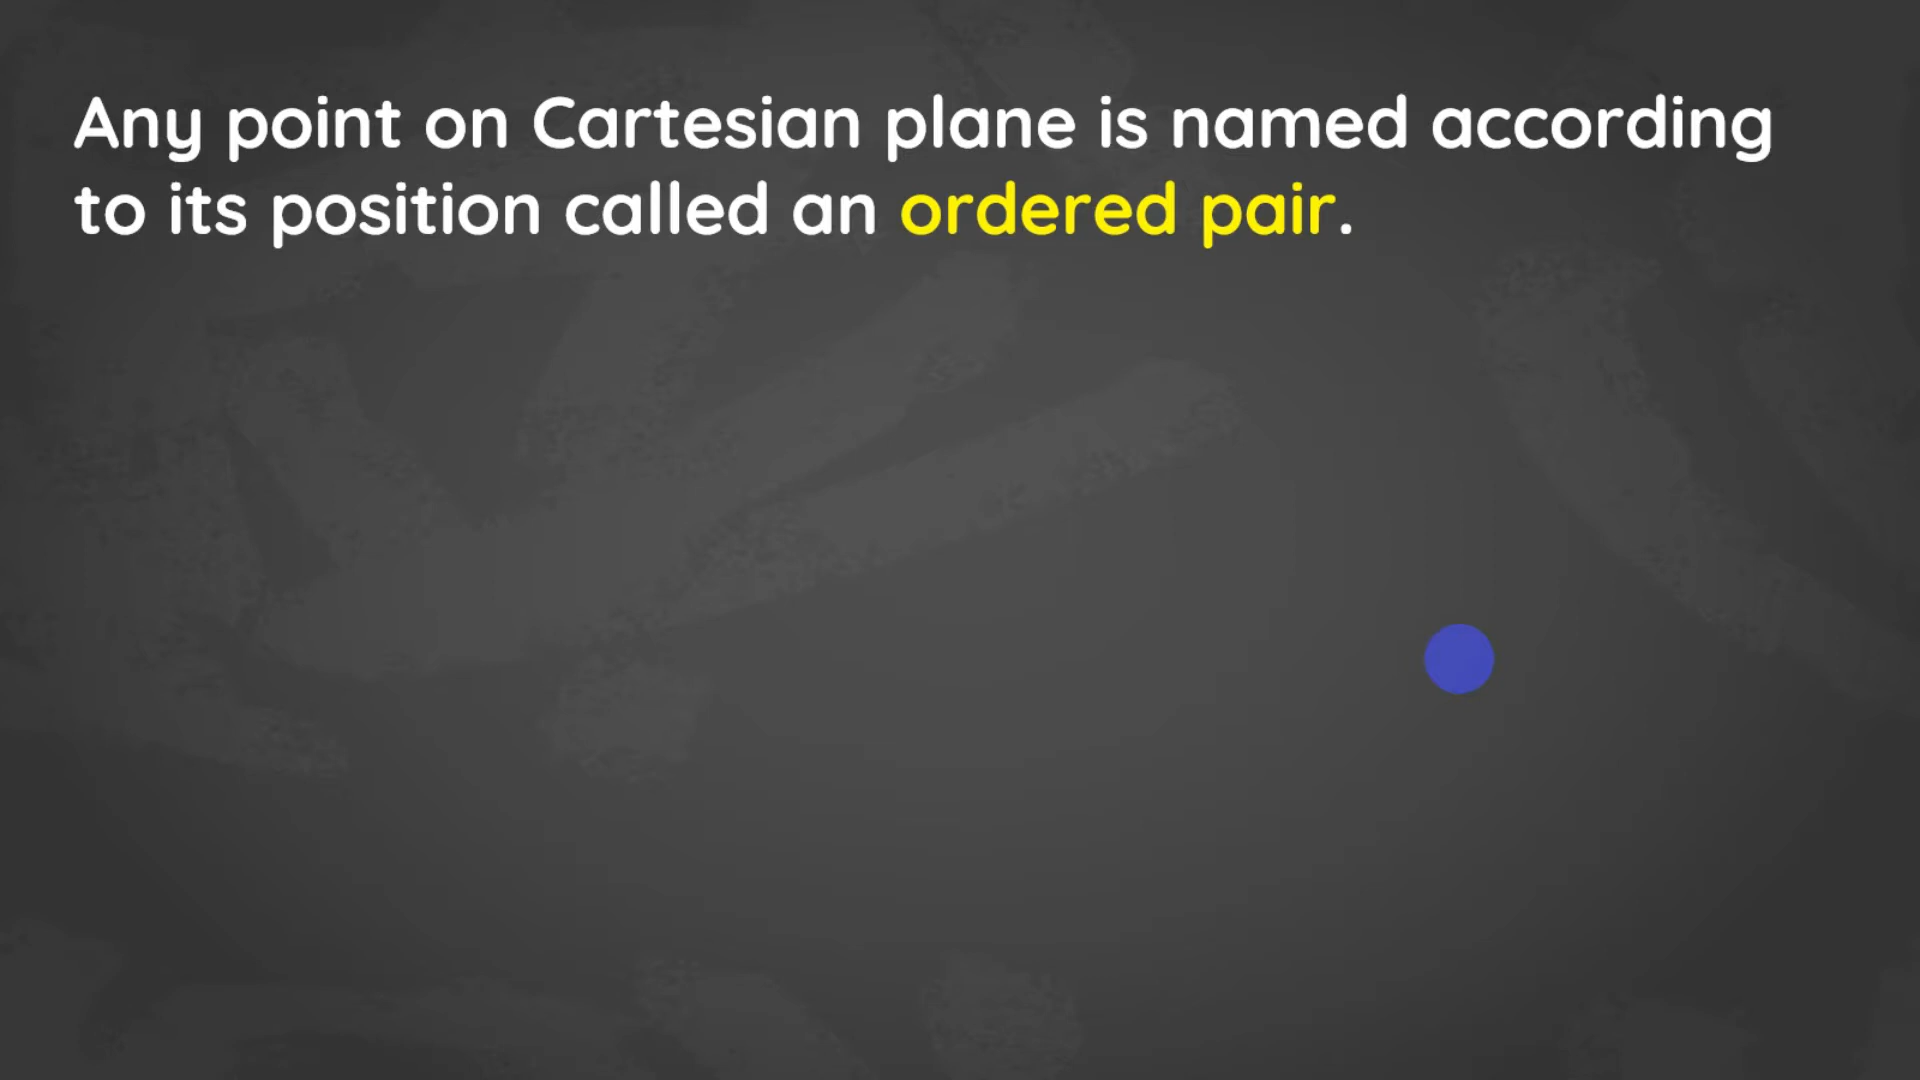 Any point on Cartesian plane is named according
to its position called an ordered pair.